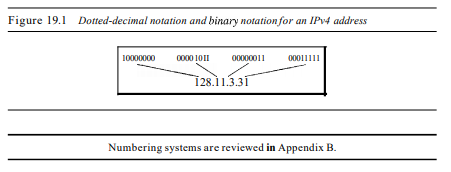 Figure 19.1 Dotted-decimal notation and binary notation for an IPv4 address
10000000 00001011 00000011 00011111
128.11.3.31
Numbering systems are reviewed in Appendix B.